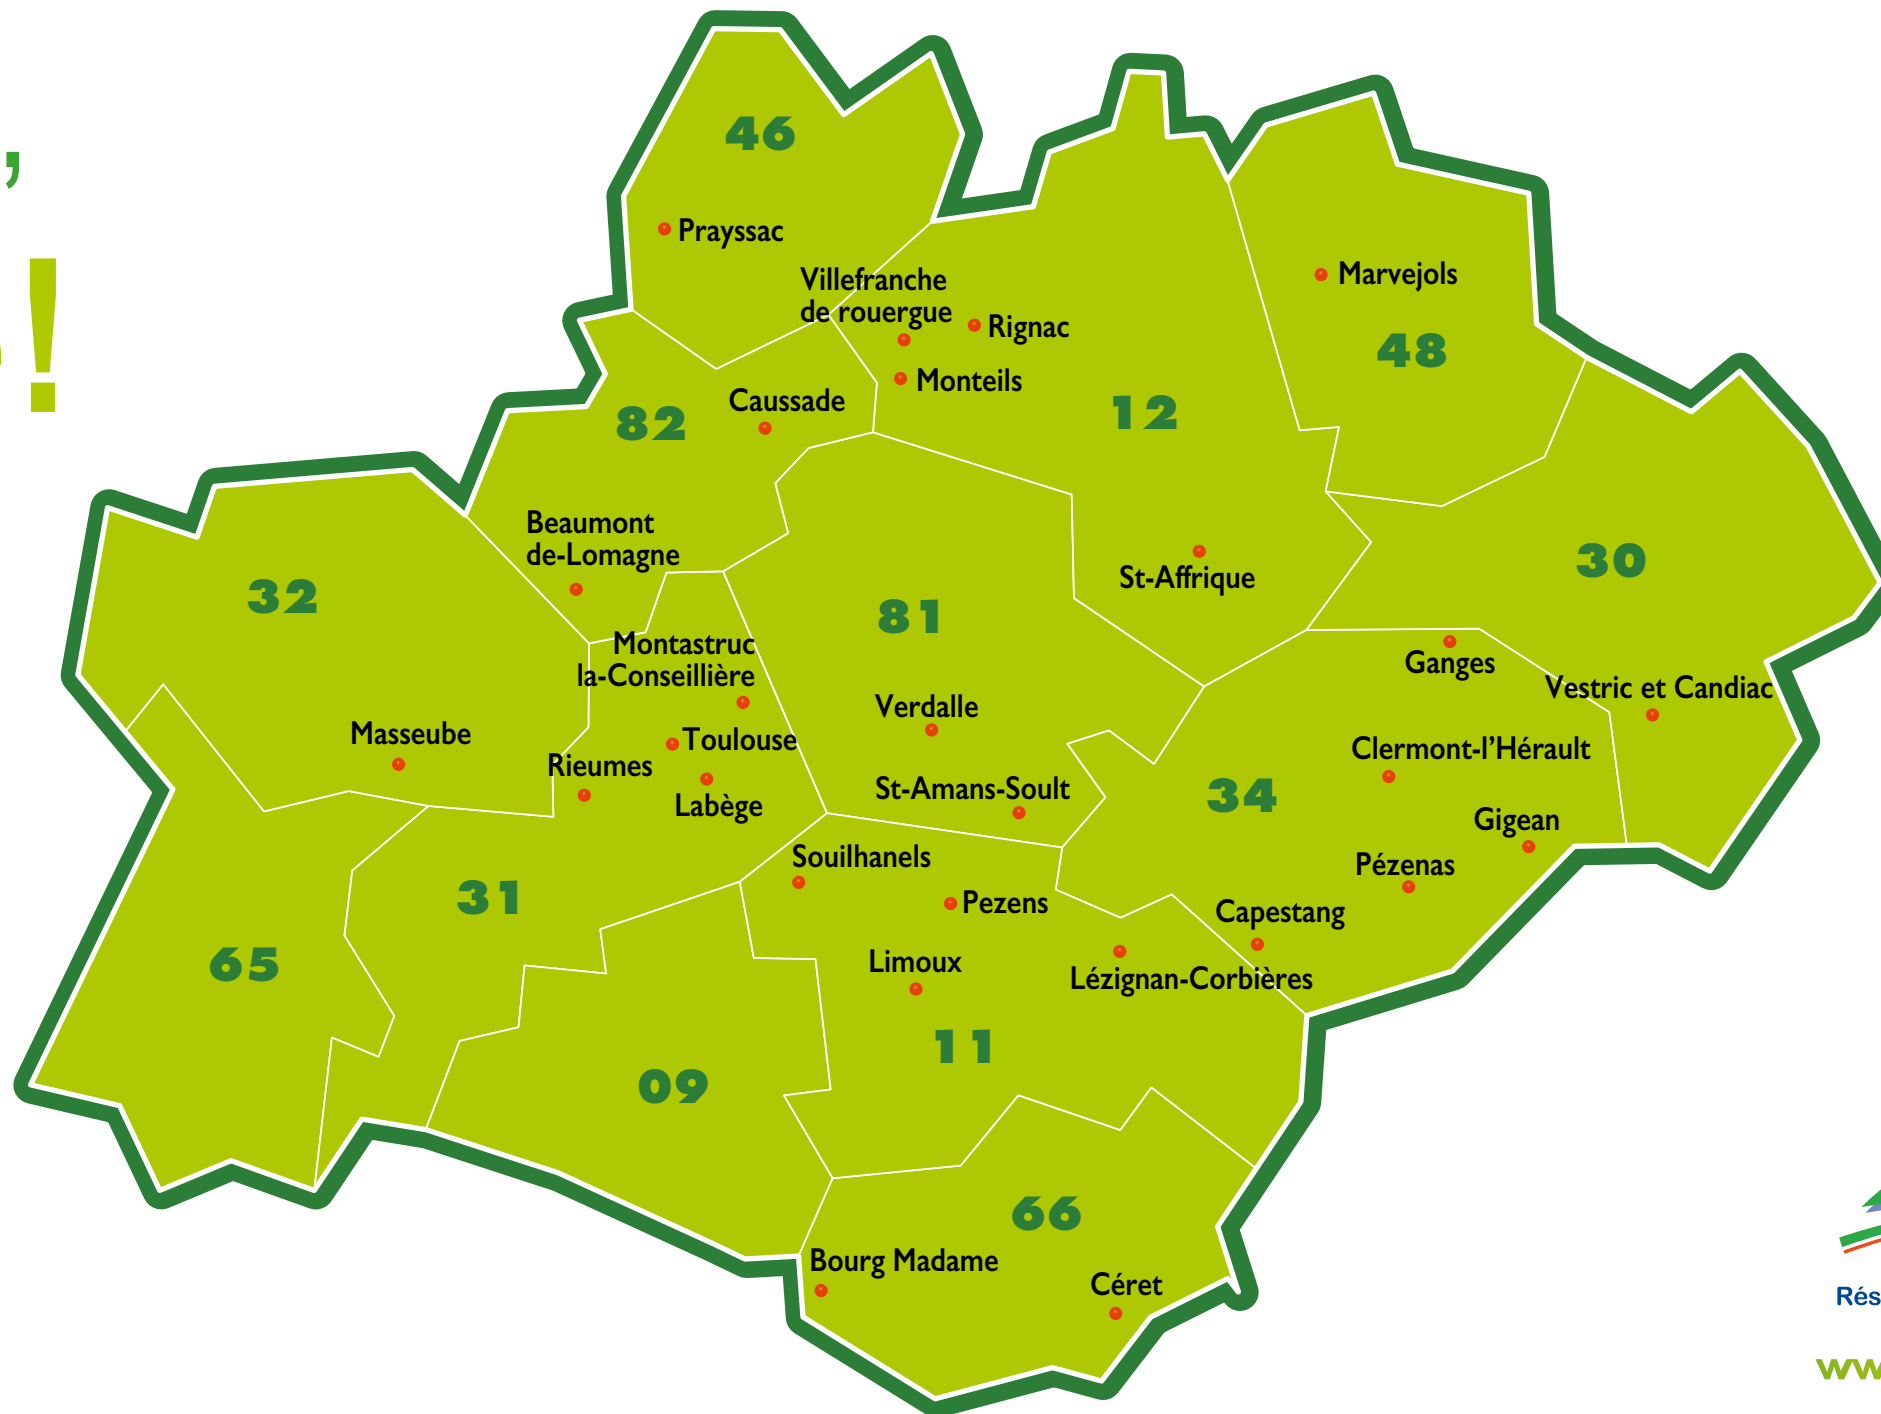 46
Prayssac
Villefranche
de rouergue
Rignac
Monteils
Marvejols
48
Caussade
82
12
Beaumont
de-Lomagne
32
St-Affrique
30
81
Montastruc
la-Conseillière
Ganges
Vestric et Candiac
Verdalle
Masseube
Toulouse
Rieumes
Clermont-l'Hérault
St-Amans-Soult
34
Labège
Gigean
Souilhanels
Pézenas
31
Pezens
Capestang
65
Limoux
Lézignan-Corbières
11
09
66
Bourg Madame
Céret
!